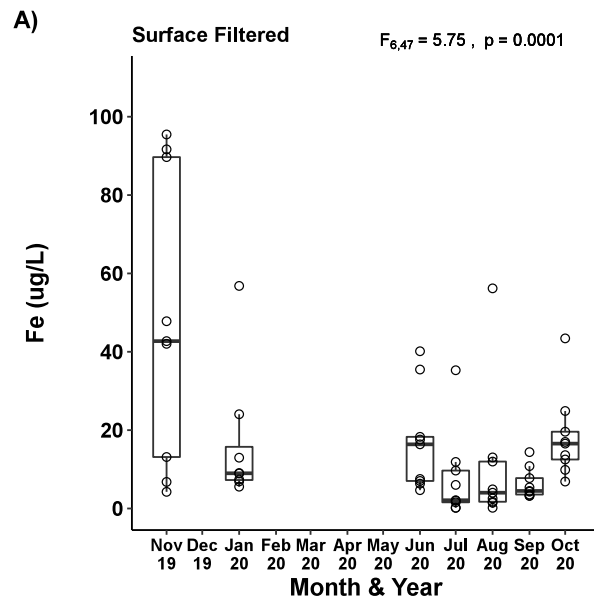 A)
Surface Filtered
F6,47 = 5.75 , p = 0.0001
Fe (ug/L)
100
80
60
40
20
0
Nov Dec Jan Feb Mar Apr May Jun Jul Aug Sep Oct
19 19 20 20 20 20 20 20 20 20 20 20
Month & Year